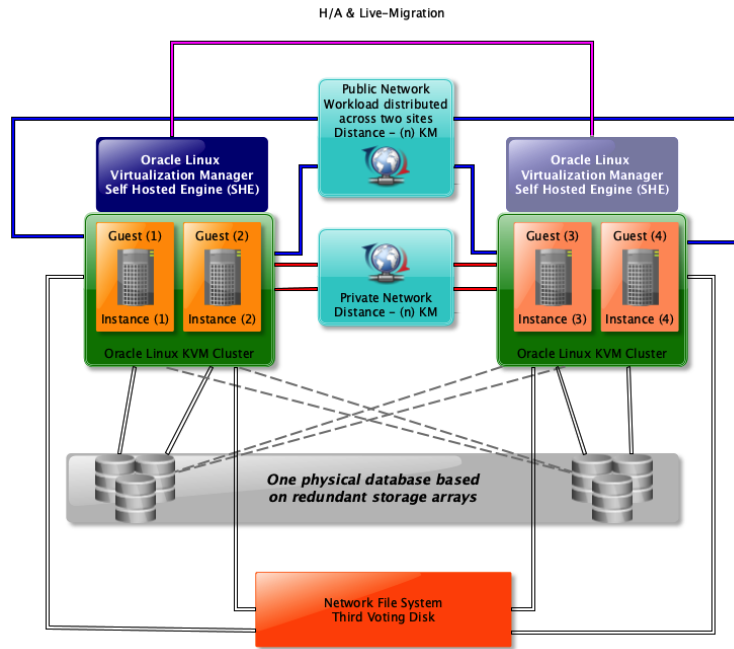 H/A & Live-Migration
Public Network
Workload distributed
across two sites
Distance – (n) KM
Oracle Linux
Virtualization Manager
Self Hosted Engine (SHE)
Oracle Linux
Virtualization Manager
Self Hosted Engine (SHE)
Guest (1)
Guest (2)
Instance (1)
Instance (2)
Oracle Linux KVM Cluster
Private Network
Distance – (n) KM
Guest (3)
Guest (4)
Instance (3)
Instance (4)
Oracle Linux KVM Cluster
One physical database based
on redundant storage arrays
Network File System
Third Voting Disk